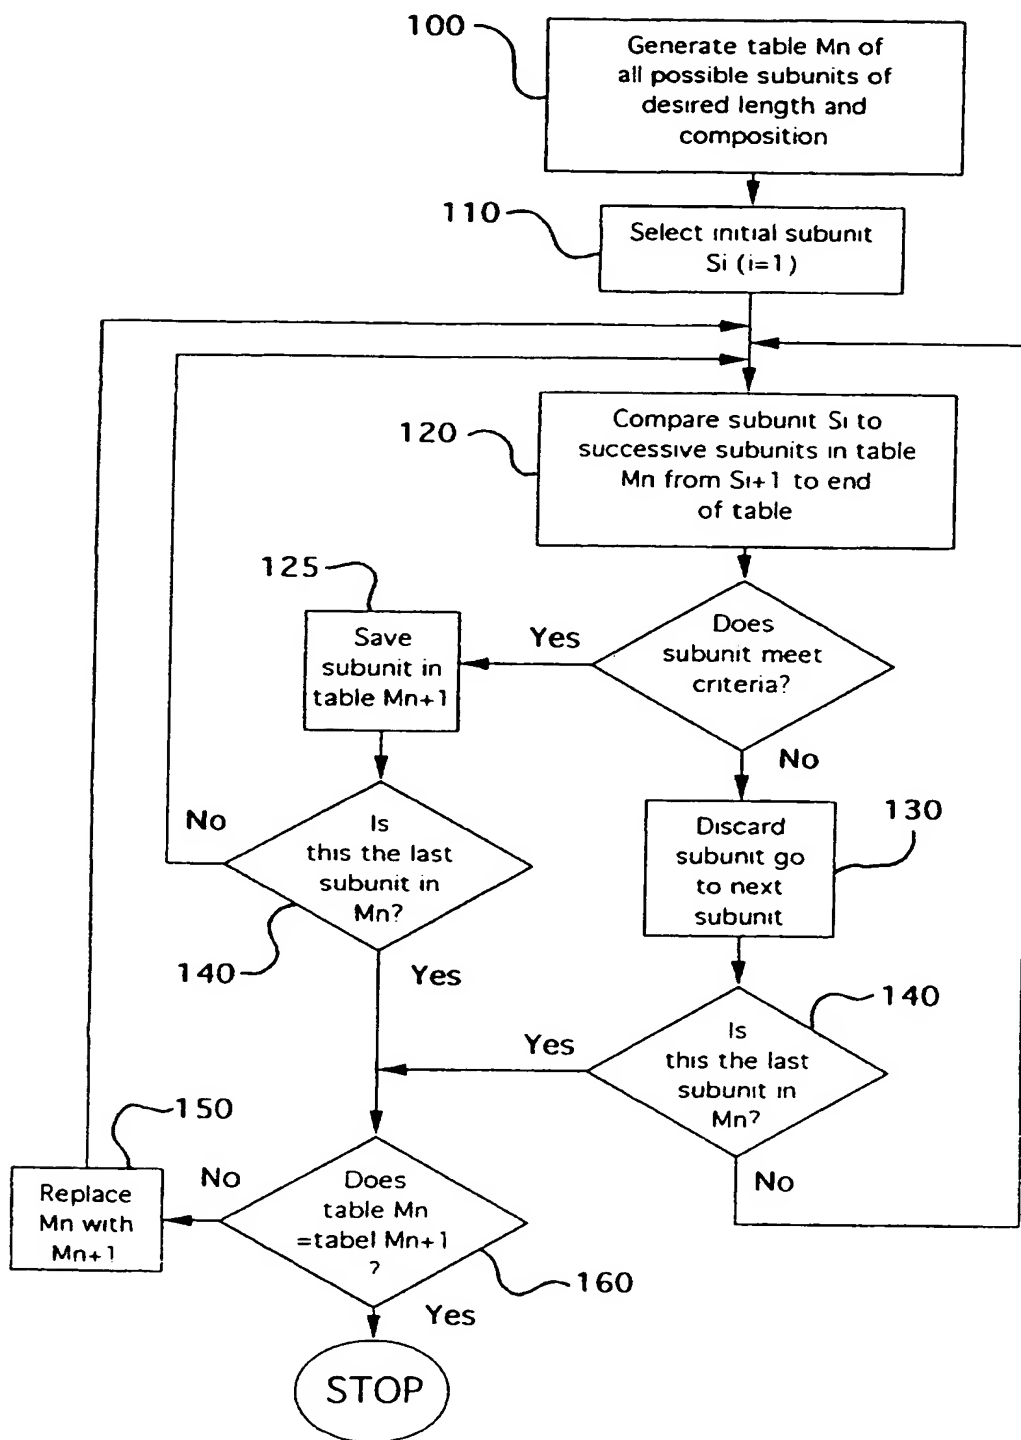 100
Generate table Mn of
all possible subunits of
desired length and
composition
110
Select initial subunit
Si (i=1)
120
Compare subunit Si to
successive subunits in table
Mn from Si+1 to end
of table
125
Save
subunit in
table Mn+1
Yes
Does
subunit meet
criteria?
No
No
Is
this the last
subunit in
Mn?
140
Yes
Discard
subunit go
to next
subunit
130
Yes
Is
this the last
subunit in
Mn?
140
No
150
Replace
Mn with
Mn+1
No
Does
table Mn
=tabel Mn+1
?
160
Yes
STOP